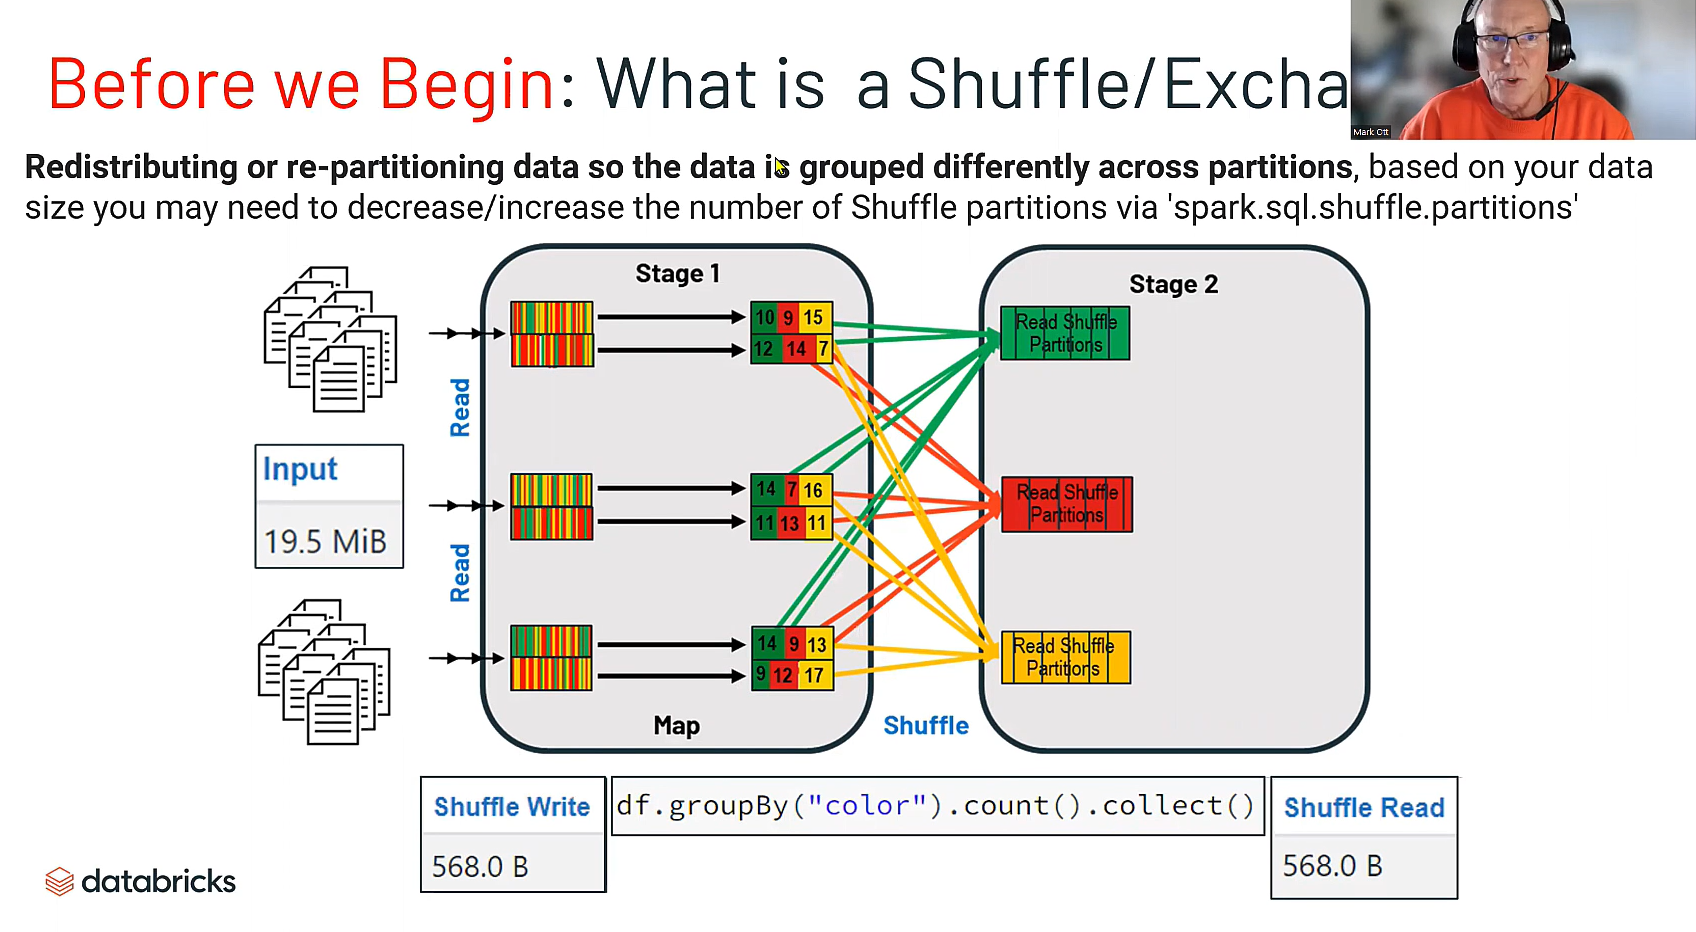 Before we Begin: What is a Shuffle/Excha
Mark Ott
Redistributing or re-partitioning data so the data is grouped differently across partitions, based on your data
size you may need to decrease/increase the number of Shuffle partitions via 'spark.sql.shuffle.partitions'
Stage 1
Stage 2
10 9 15
12 14 7
Read Shuffle
Partitions
Read
Input
19.5 MiB
14 7 16
11 13 11
Read Shuffle
Partitions
Read
14 9 13
9 12 17
Read Shuffle
Partitions
Map
Shuffle
Shuffle Write
568.0 B
df.groupBy("color").count().collect()
Shuffle Read
568.0 B
databricks